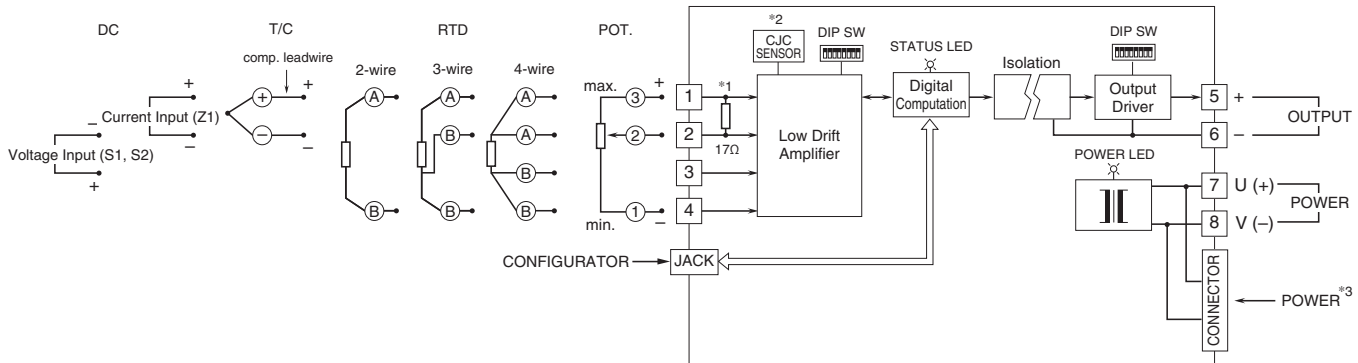 DC
T/C
RTD
POT.
comp. leadwire
+
+
Current Input (Z1)
−
−
Voltage Input (S1, S2)
+
+
−
−
2-wire
3-wire
4-wire
A
B
A
B
B
A
A
B
B
max.
3
+
2
1
min.
−
1
2
3
4
*1
17Ω
*2
CJC
SENSOR
DIP SW
Low Drift
Amplifier
STATUS LED
Digital
Computation
Isolation
DIP SW
Output
Driver
5
+
6
−
OUTPUT
POWER LED
7
U (+)
8
V (–)
POWER
CONFIGURATOR
JACK
CONNECTOR
POWER*3